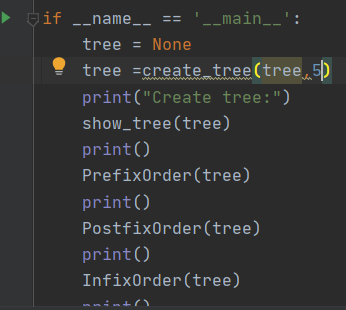 if __name__ == '__main__':
    tree = None
    tree =create_tree(tree,5)
    print("Create tree:")
    show_tree(tree)
    print()
    PrefixOrder(tree)
    print()
    PostfixOrder(tree)
    print()
    InfixOrder(tree)
    print()